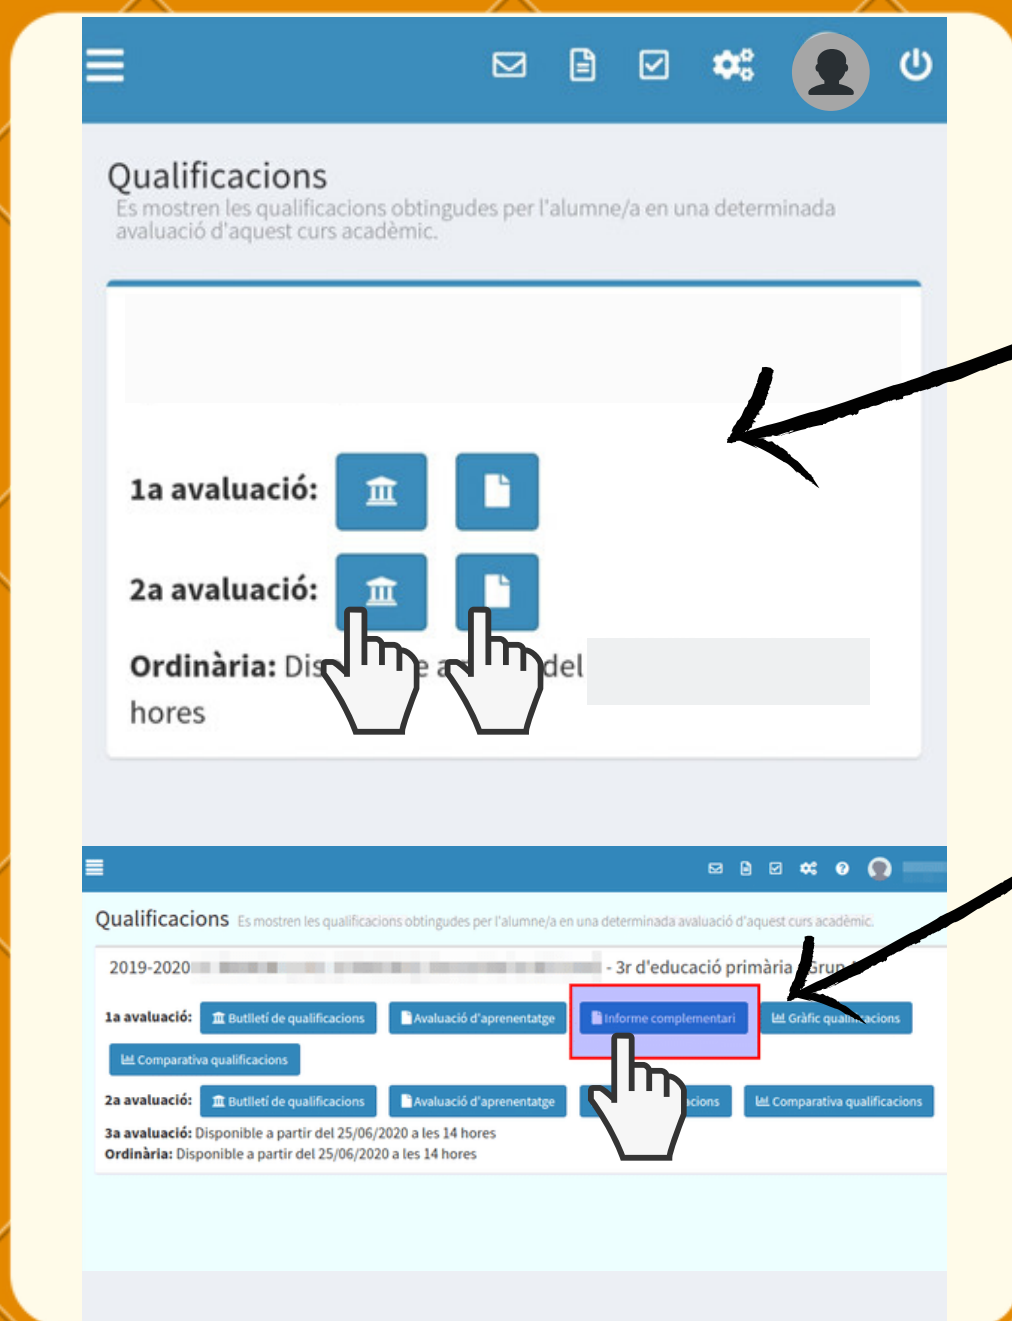 Qualificacions
Es mostren les qualificacions obtingudes per l'alumne/a en una determinada
avaluació d'aquest curs acadèmic.
1a avaluació:
2a avaluació:
Ordinària: del
hores
Qualificacions Es mostren les qualificacions obtingudes per l'alumne/a en una determinada avaluació d'aquest curs acadèmic.
2019-2020 - 3r d'educació primària
1a avaluació: Butlletí de qualificacions Avaluació d'aprenentatge Informe complementari Gràfic qualificacions
Comparativa qualificacions
2a avaluació: Butlletí de qualificacions Avaluació d'aprenentatge Comparativa qualificacions
3a avaluació: Disponible a partir del 25/06/2020 a les 14 hores
Ordinària: Disponible a partir del 25/06/2020 a les 14 hores